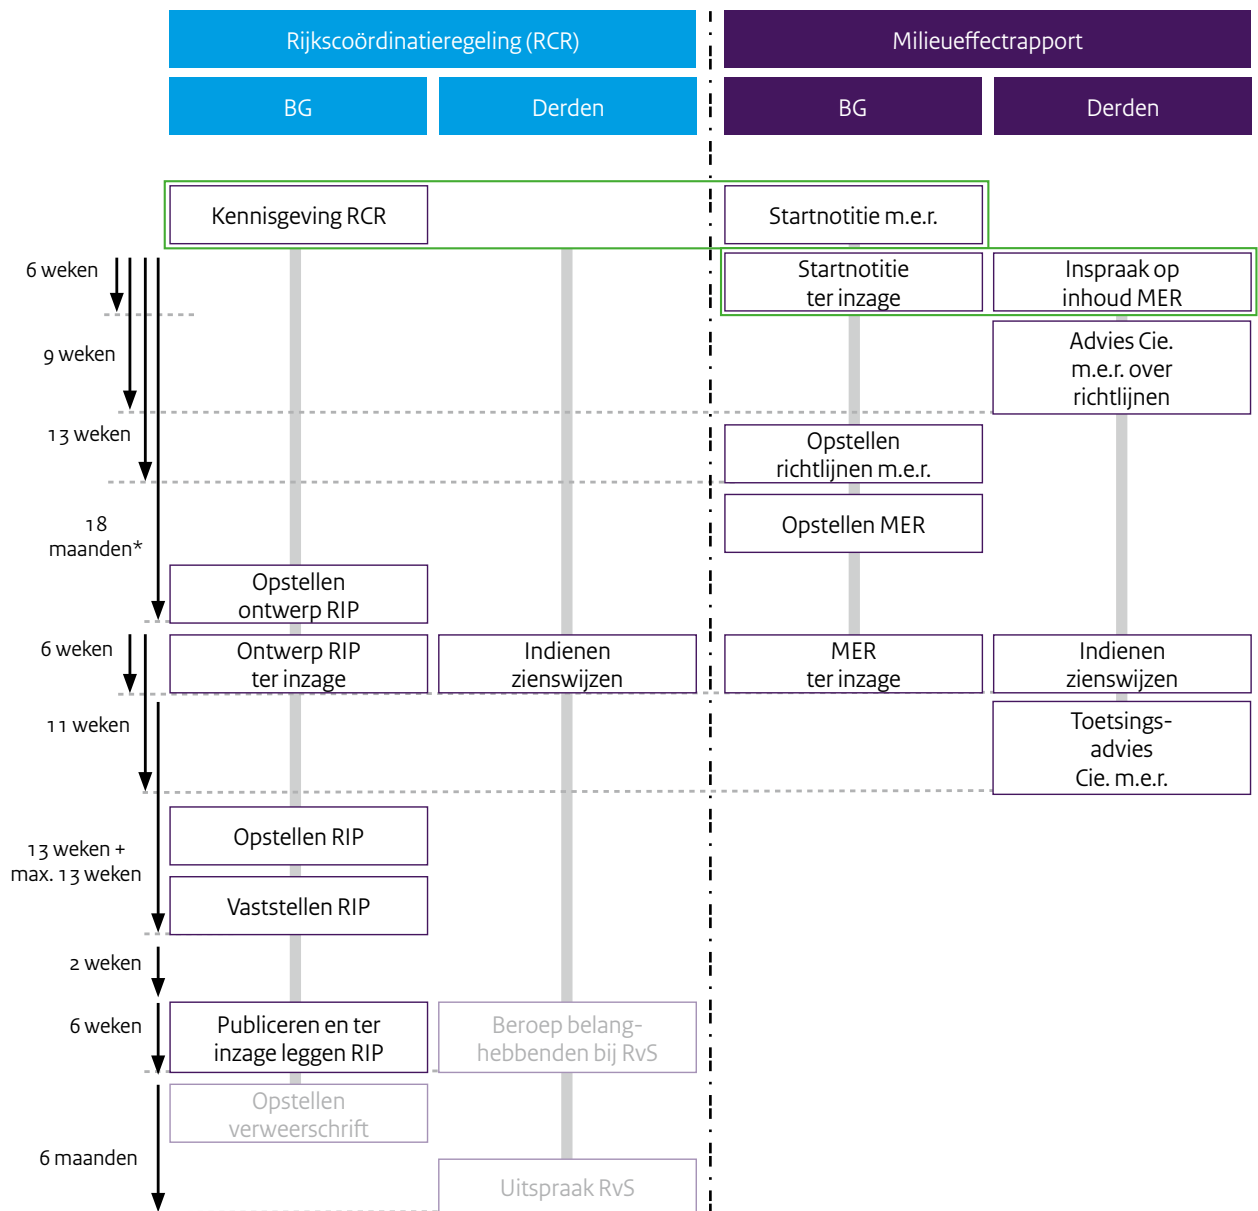 Rijkscoördinatieregeling (RCR)
Milieueffectrapport
BG
Derden
BG
Derden
Kennisgeving RCR
Startnotitie m.e.r.
6 weken
Startnotitie
ter inzage
Inspraak op
inhoud MER
9 weken
Advies Cie.
m.e.r. over
richtlijnen
13 weken
Opstellen
richtlijnen m.e.r.
18
maanden*
Opstellen MER
Opstellen
ontwerp RIP
6 weken
Ontwerp RIP
ter inzage
Indienen
zienswijzen
MER
ter inzage
Indienen
zienswijzen
11 weken
Toetsings-
advies
Cie. m.e.r.
13 weken +
max. 13 weken
Opstellen RIP
Vaststellen RIP
2 weken
6 weken
Publiceren en ter
inzage leggen RIP
Beroep belang-
hebbenden bij RvS
Opstellen
verweerschrift
6 maanden
Uitspraak RvS